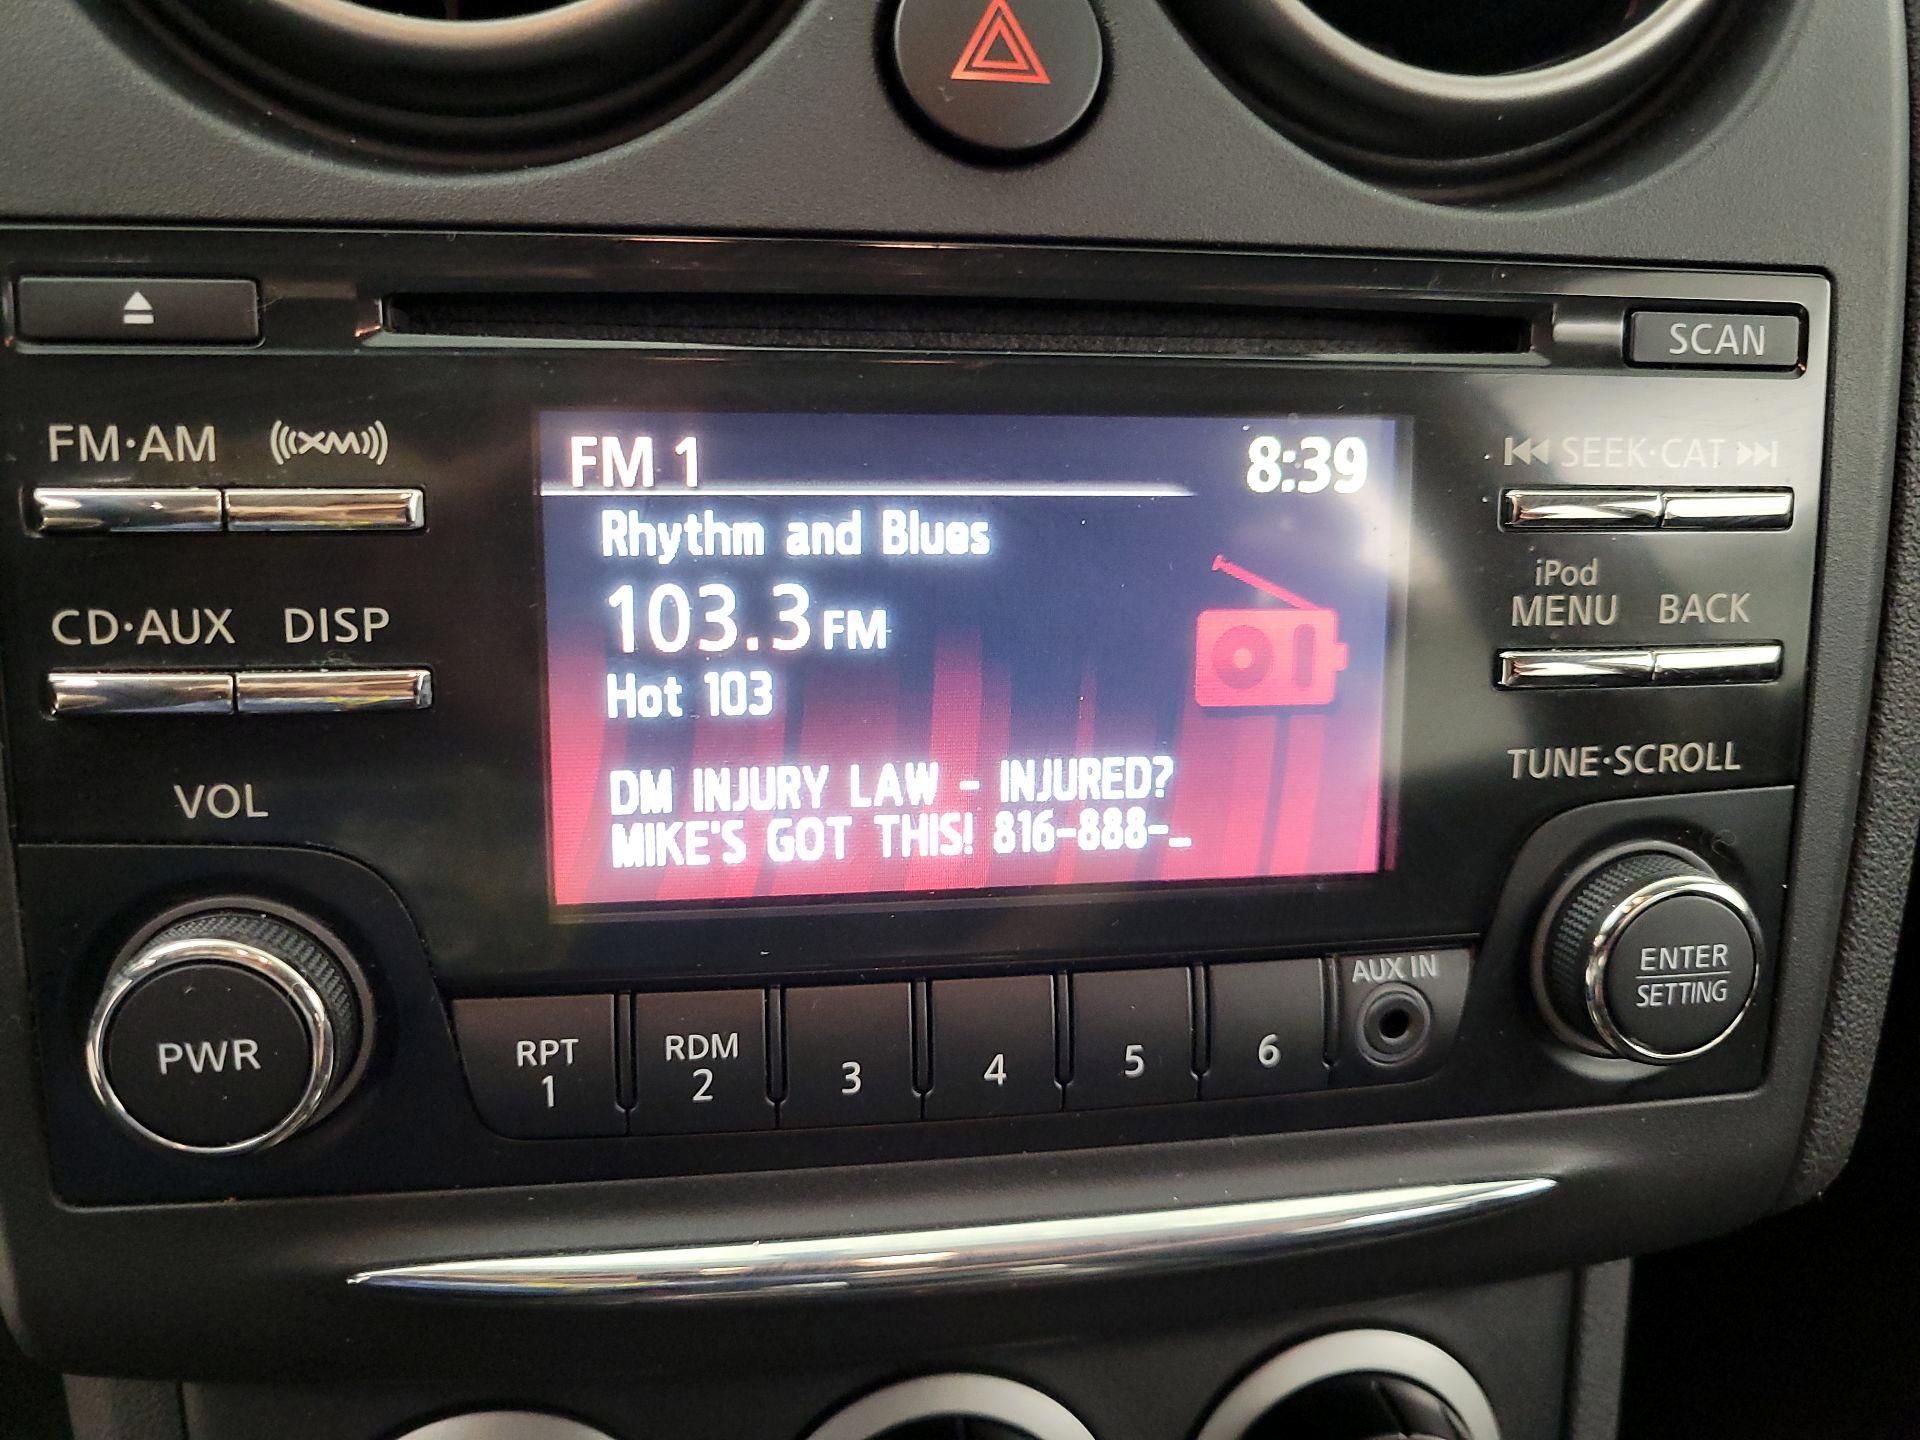 SCAN
FM·AM XM
SEEK·CAT
FM 1 8:39
Rhythm and Blues
103.3 FM
Hot 103
DM INJURY LAW - INJURED?
MIKE'S GOT THIS! 816-888-_
CD·AUX DISP
iPod
MENU BACK
VOL
TUNE·SCROLL
PWR
ENTER
SETTING
RPT
1
RDM
2
3
4
5
6
AUX IN